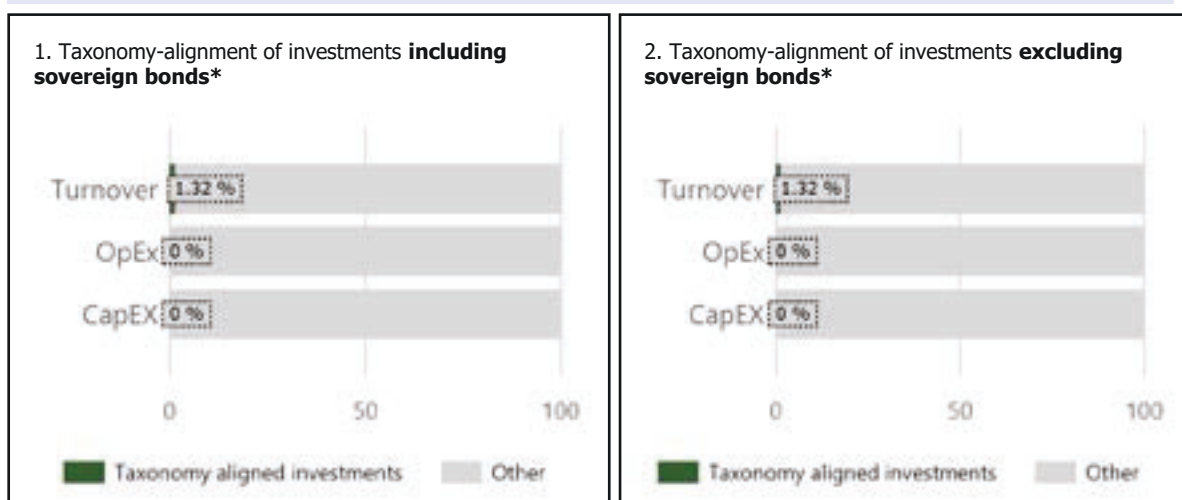 1. Taxonomy-alignment of investments including
sovereign bonds*
Turnover 1.32 %
OpEx 0 %
CapEX 0 %
0 50 100
Taxonomy aligned investments Other
2. Taxonomy-alignment of investments excluding
sovereign bonds*
Turnover 1.32 %
OpEx 0 %
CapEX 0 %
0 50 100
Taxonomy aligned investments Other